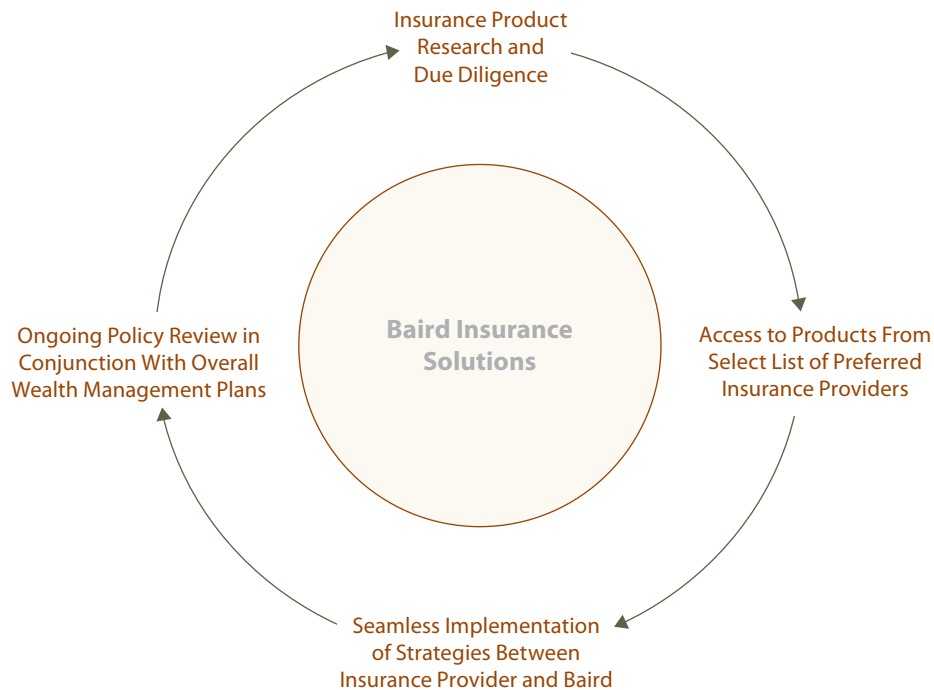 Insurance Product
Research and
Due Diligence
Access to Products From
Select List of Preferred
Insurance Providers
Seamless Implementation
of Strategies Between
Insurance Provider and Baird
Ongoing Policy Review in
Conjunction With Overall
Wealth Management Plans
Baird Insurance
Solutions